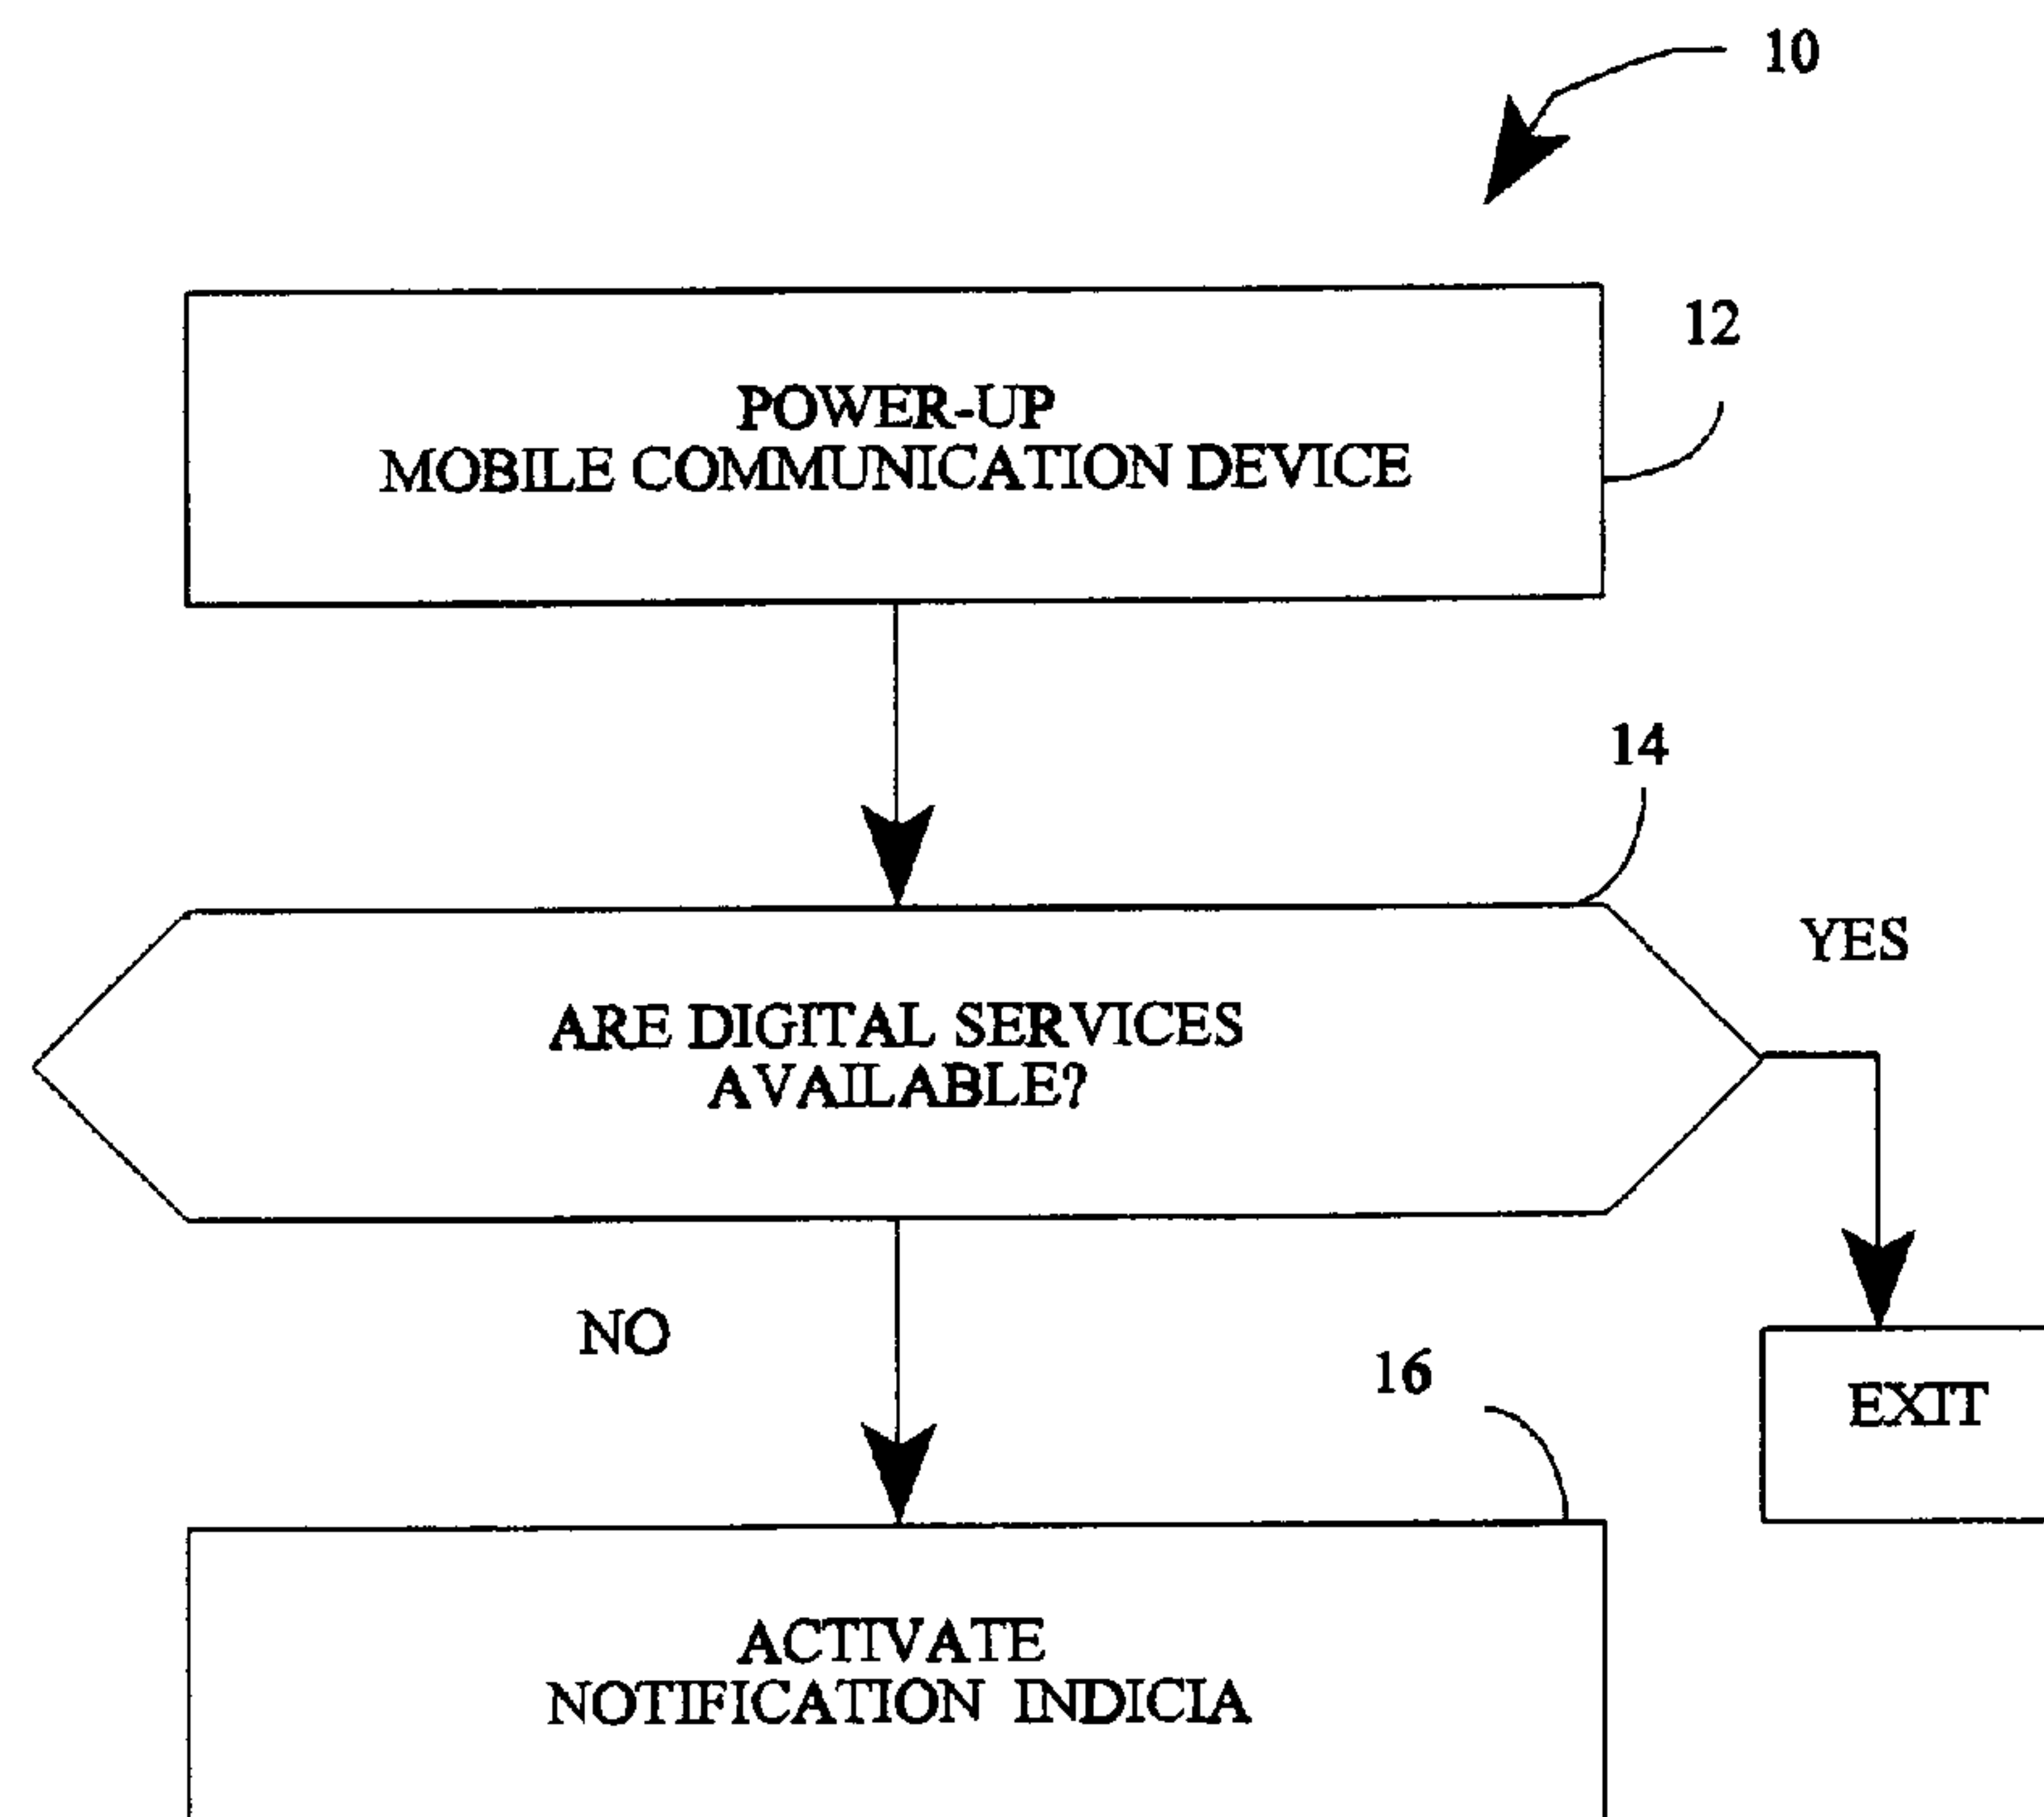 10
12
POWER-UP
MOBILE COMMUNICATION DEVICE
14
YES
ARE DIGITAL SERVICES
AVAILABLE?
NO
16
EXIT
ACTIVATE
NOTIFICATION INDICIA